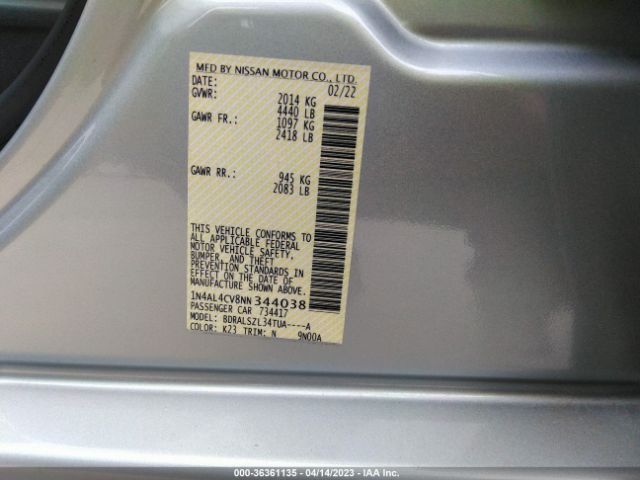 MFD BY NISSAN MOTOR CO., LTD.
DATE: 02/22
GVWR: 2014 KG
4440 LB
GAWR FR.: 1097 KG
2418 LB
GAWR RR.: 945 KG
2083 LB
THIS VEHICLE CONFORMS TO
ALL APPLICABLE FEDERAL
MOTOR VEHICLE SAFETY,
BUMPER, AND THEFT
PREVENTION STANDARDS IN
EFFECT ON THE DATE OF
MANUFACTURE SHOWN ABOVE
1N4AL4CV8NN344038
PASSENGER CAR 734417
MODEL: BDRALSZL34TUA----A
COLOR: K23 TRIM: N 9N00A
000-36361135 - 04/14/2023 - IAA Inc.